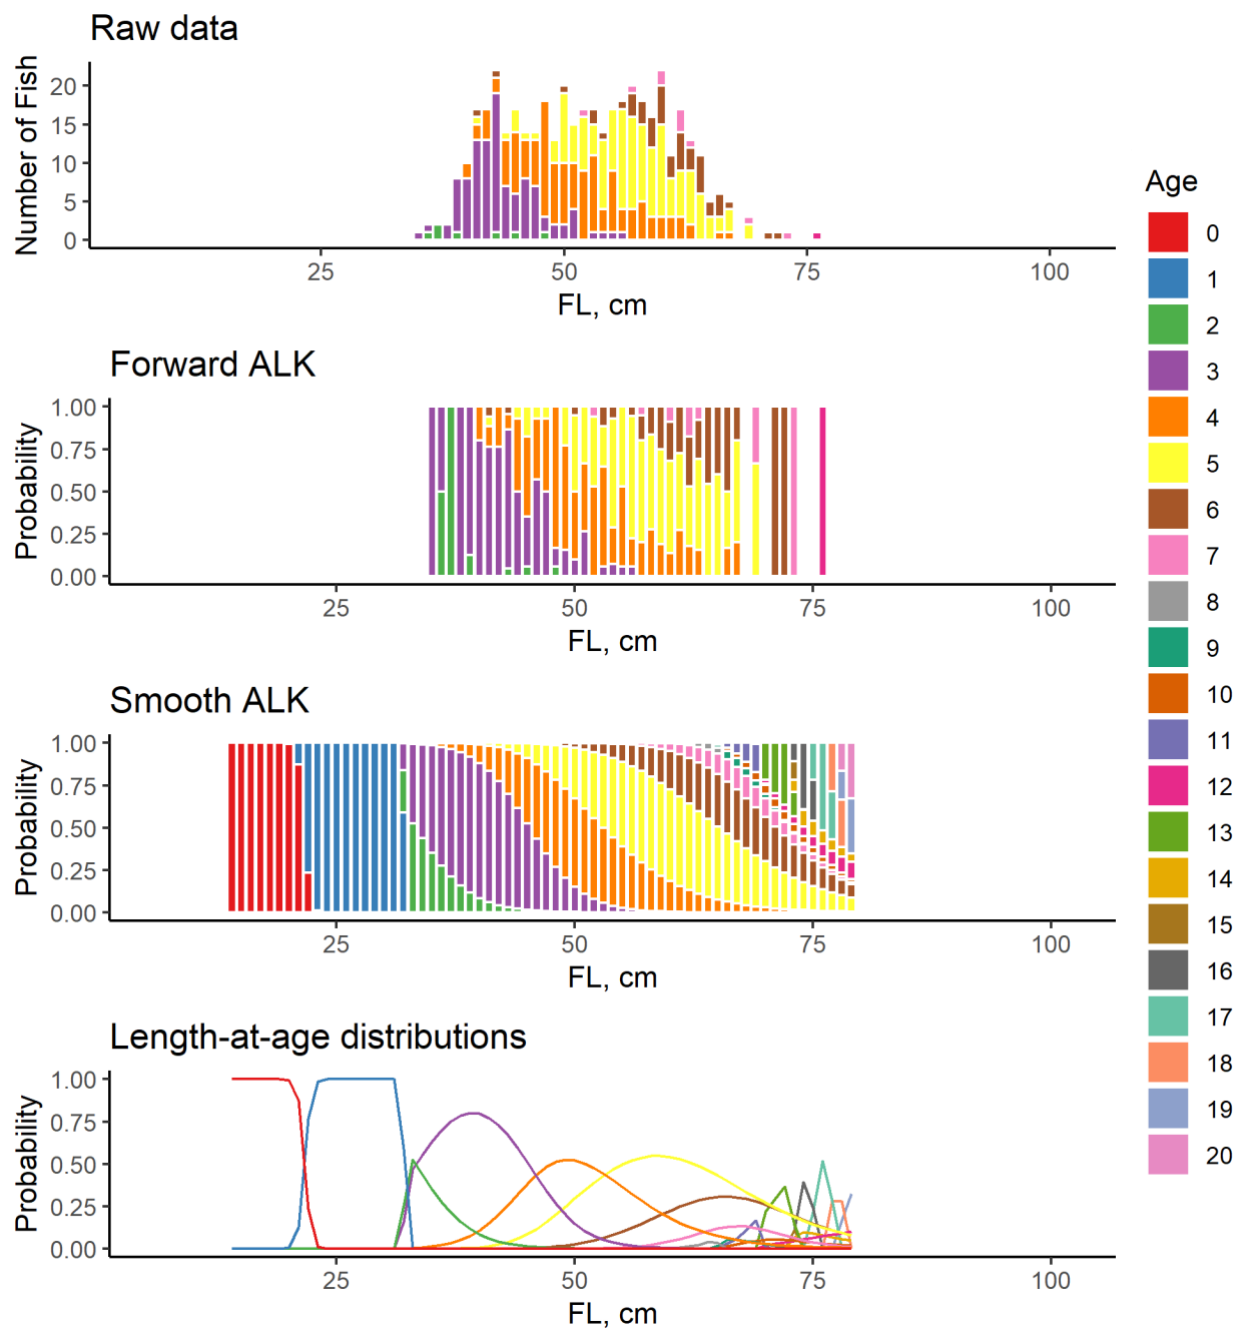 Raw data
Number of Fish
20
15
10
5
0
25 50 75 100
FL, cm
Forward ALK
Probability
1.00
0.75
0.50
0.25
0.00
25 50 75 100
FL, cm
Smooth ALK
Probability
1.00
0.75
0.50
0.25
0.00
25 50 75 100
FL, cm
Length-at-age distributions
Probability
1.00
0.75
0.50
0.25
0.00
25 50 75 100
FL, cm
Age
0
1
2
3
4
5
6
7
8
9
10
11
12
13
14
15
16
17
18
19
20